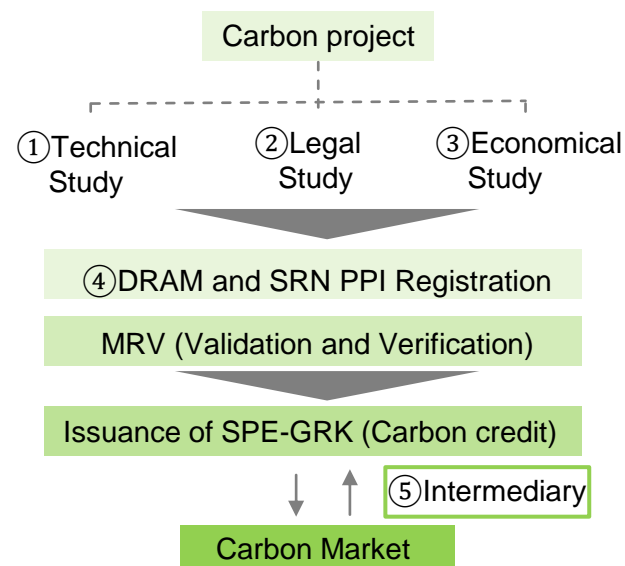 Carbon project
①Technical
Study
②Legal
Study
③Economical
Study
④DRAM and SRN PPI Registration
MRV (Validation and Verification)
Issuance of SPE-GRK (Carbon credit)
⑤Intermediary
Carbon Market